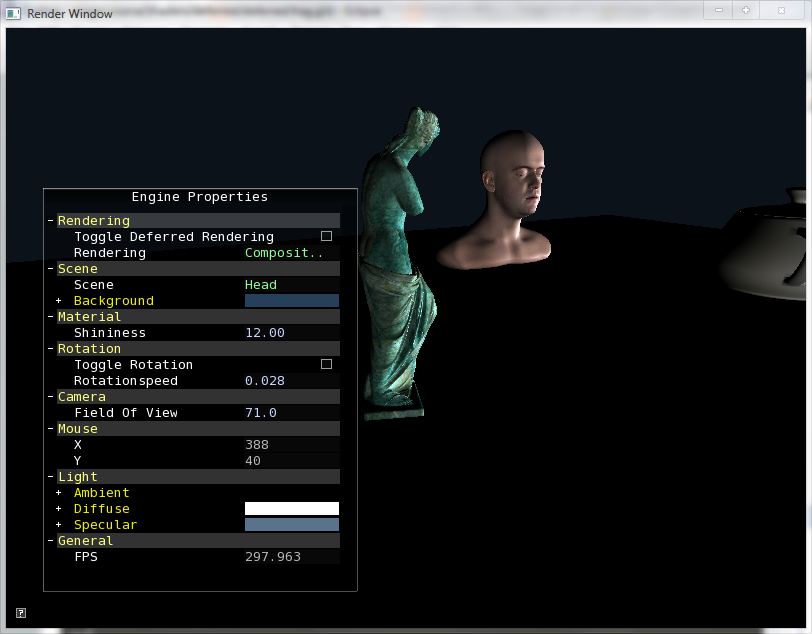 Render Window
Engine Properties
- Rendering
Toggle Deferred Rendering
Rendering Composit..
- Scene
Scene Head
+ Background
- Material
Shininess 12.00
- Rotation
Toggle Rotation
Rotationspeed 0.028
- Camera
Field Of View 71.0
- Mouse
X 388
Y 40
- Light
+ Ambient
+ Diffuse
+ Specular
- General
FPS 297.963
?